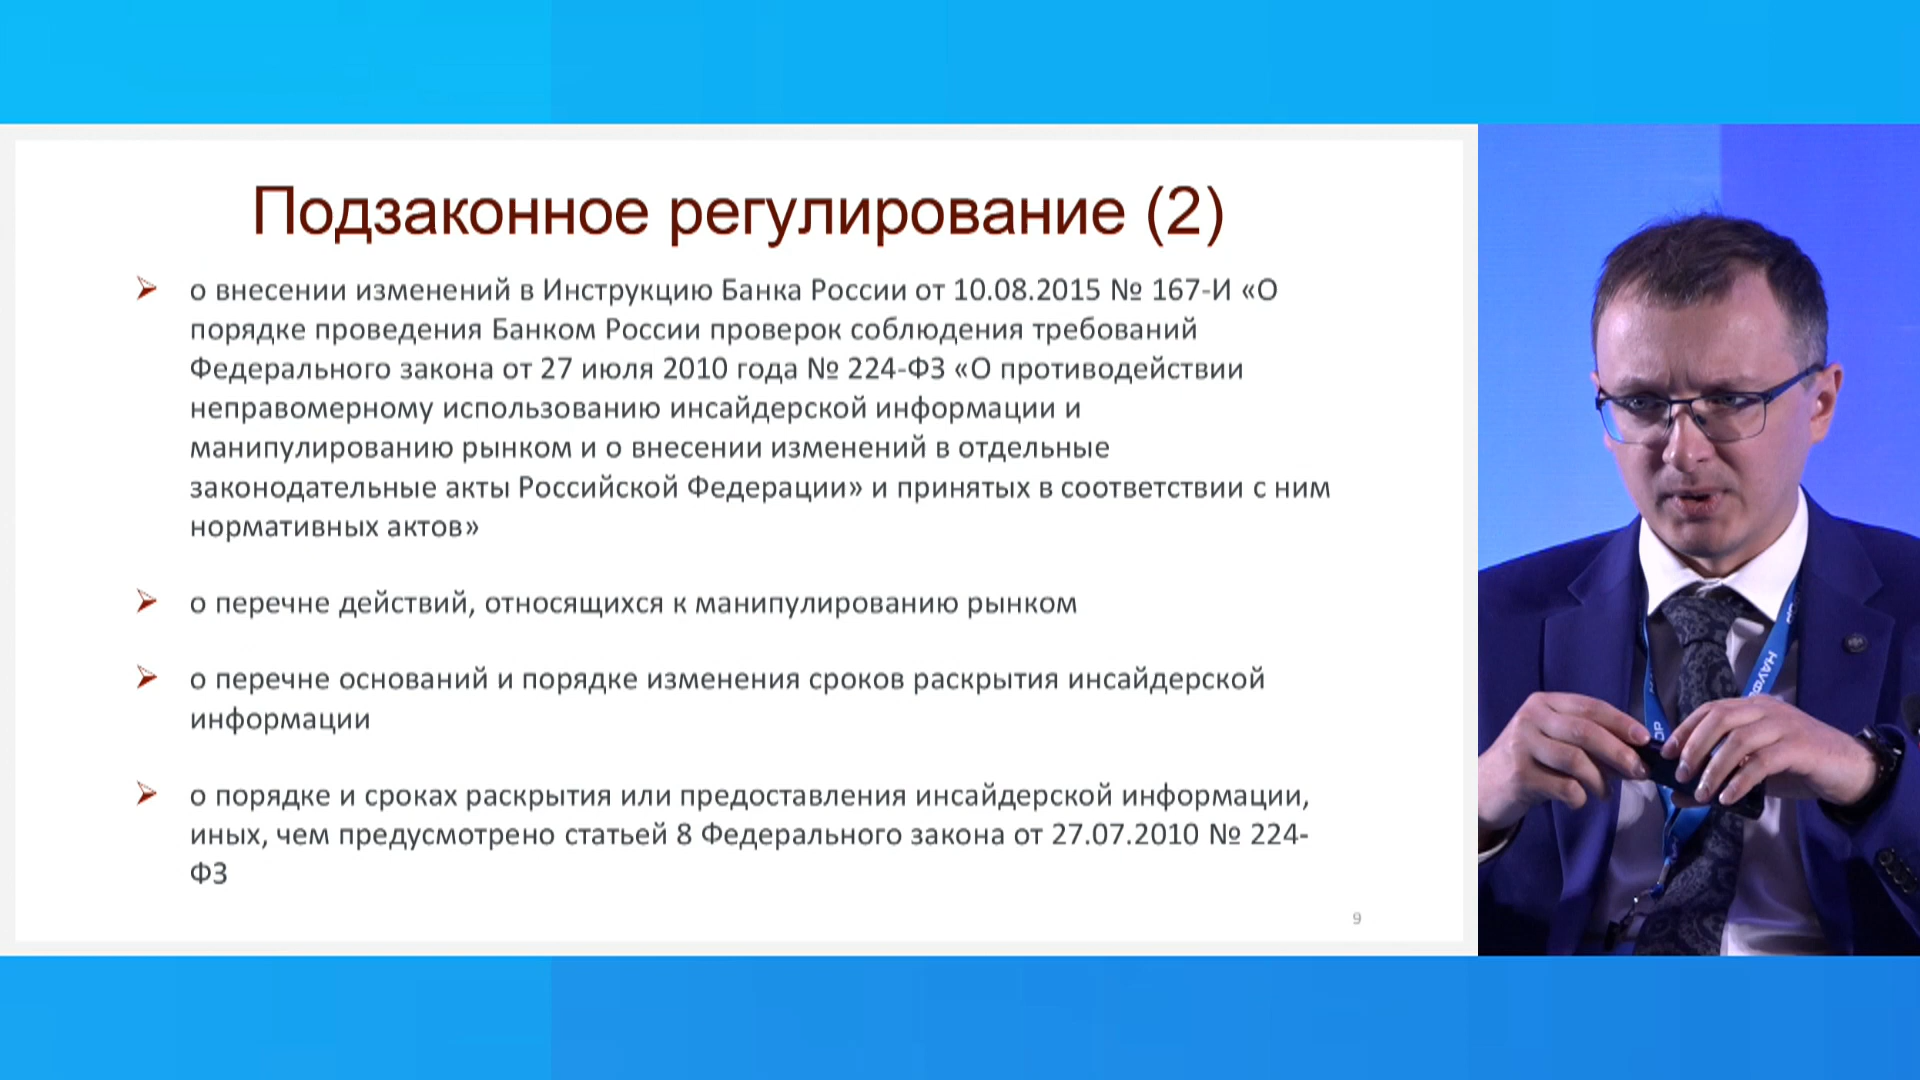 Подзаконное регулирование (2)
о внесении изменений в Инструкцию Банка России от 10.08.2015 № 167-И «О
порядке проведения Банком России проверок соблюдения требований
Федерального закона от 27 июля 2010 года № 224-ФЗ «О противодействии
неправомерному использованию инсайдерской информации и
манипулированию рынком и о внесении изменений в отдельные
законодательные акты Российской Федерации» и принятых в соответствии с ним
нормативных актов»
о перечне действий, относящихся к манипулированию рынком
о перечне оснований и порядке изменения сроков раскрытия инсайдерской
информации
о порядке и сроках раскрытия или предоставления инсайдерской информации,
иных, чем предусмотрено статьей 8 Федерального закона от 27.07.2010 № 224-
ФЗ
9